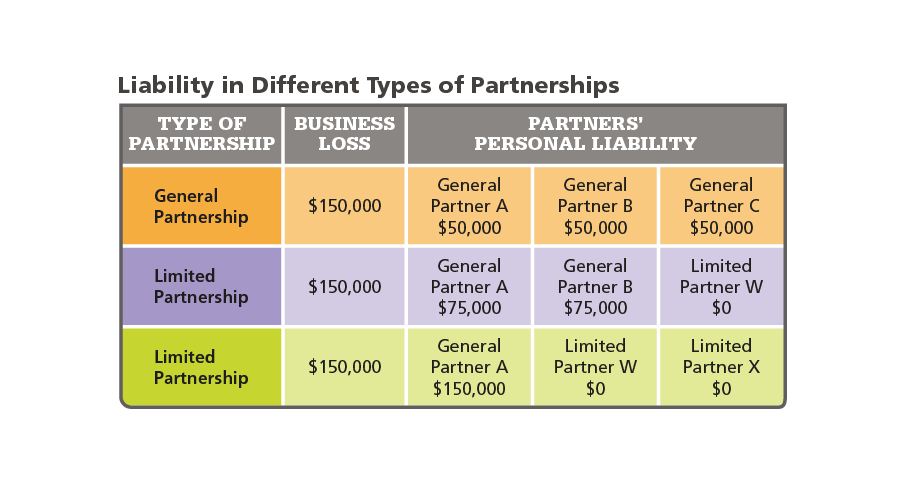 Liability in Different Types of Partnerships
TYPE OF
PARTNERSHIP
BUSINESS
LOSS
PARTNERS'
PERSONAL LIABILITY
General
Partnership
$150,000
General
Partner A
$50,000
General
Partner B
$50,000
General
Partner C
$50,000
Limited
Partnership
$150,000
General
Partner A
$75,000
General
Partner B
$75,000
Limited
Partner W
$0
Limited
Partnership
$150,000
General
Partner A
$150,000
Limited
Partner W
$0
Limited
Partner X
$0